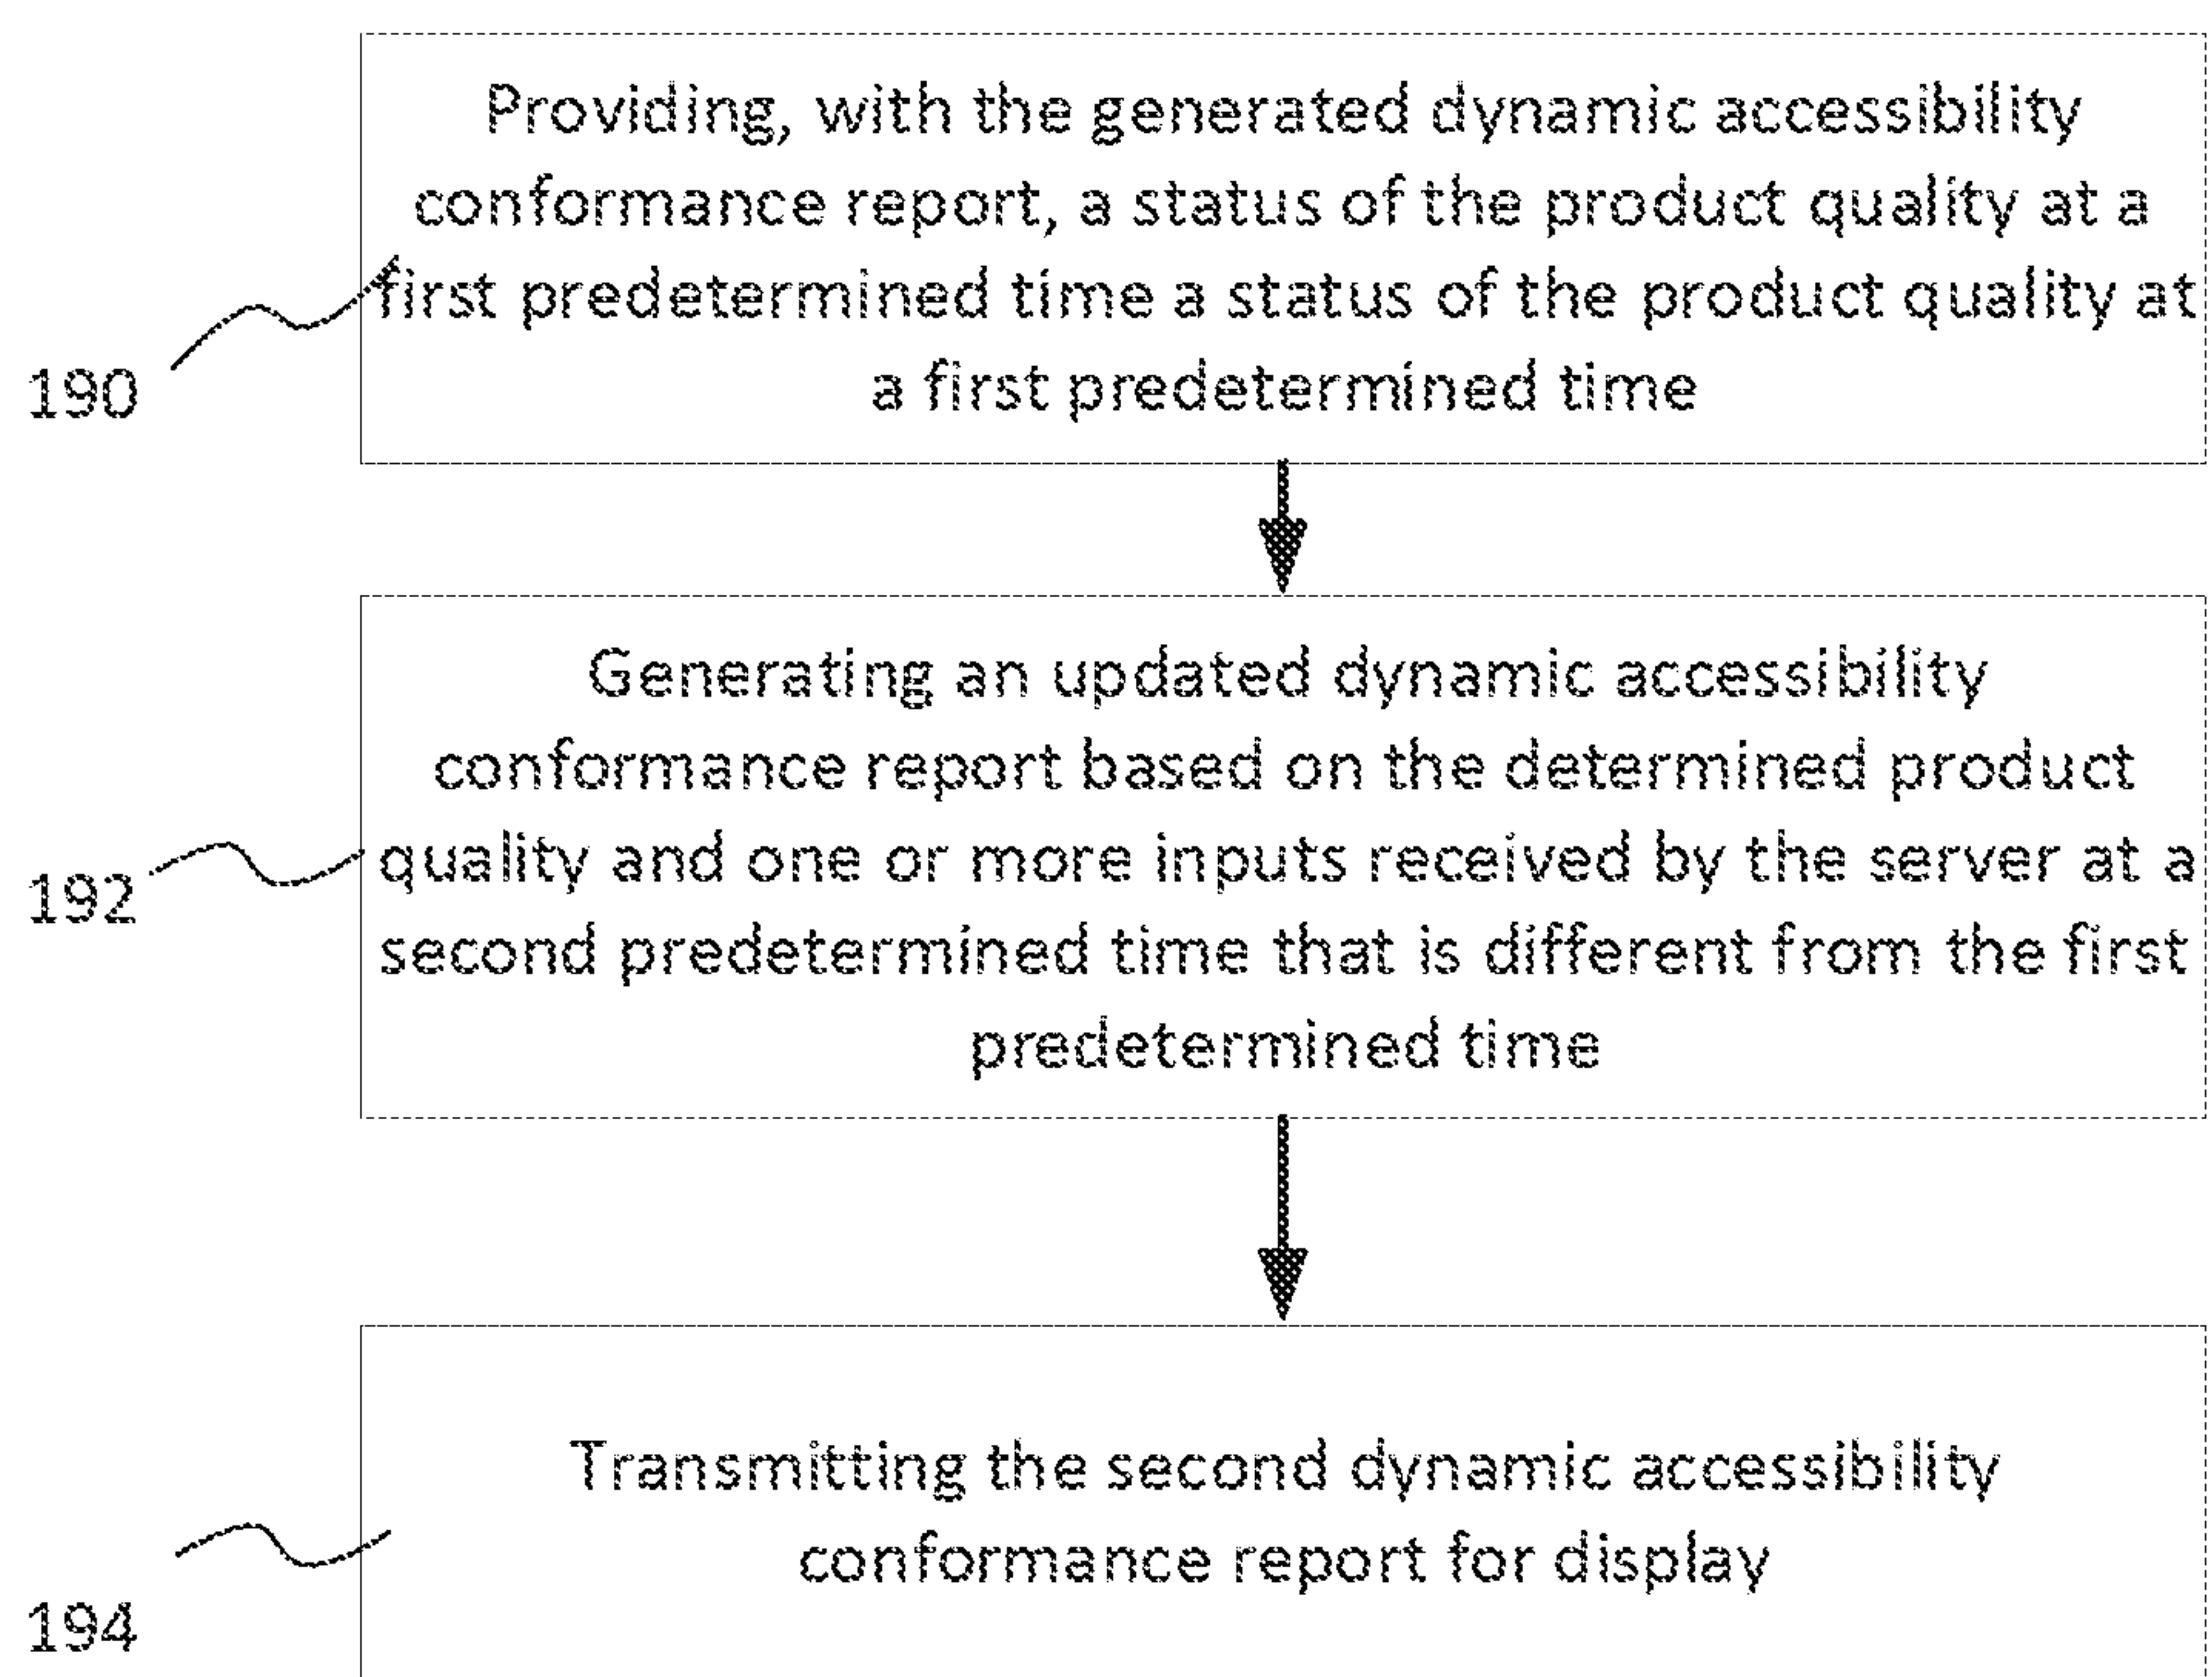 Providing, with the generated dynamic accessibility
conformance report, a status of the product quality at a
first predetermined time a status of the product quality at
a first predetermined time
190
Generating an updated dynamic accessibility
conformance report based on the determined product
quality and one or more inputs received by the server at a
second predetermined time that is different from the first
predetermined time
192
Transmitting the second dynamic accessibility
conformance report for display
194